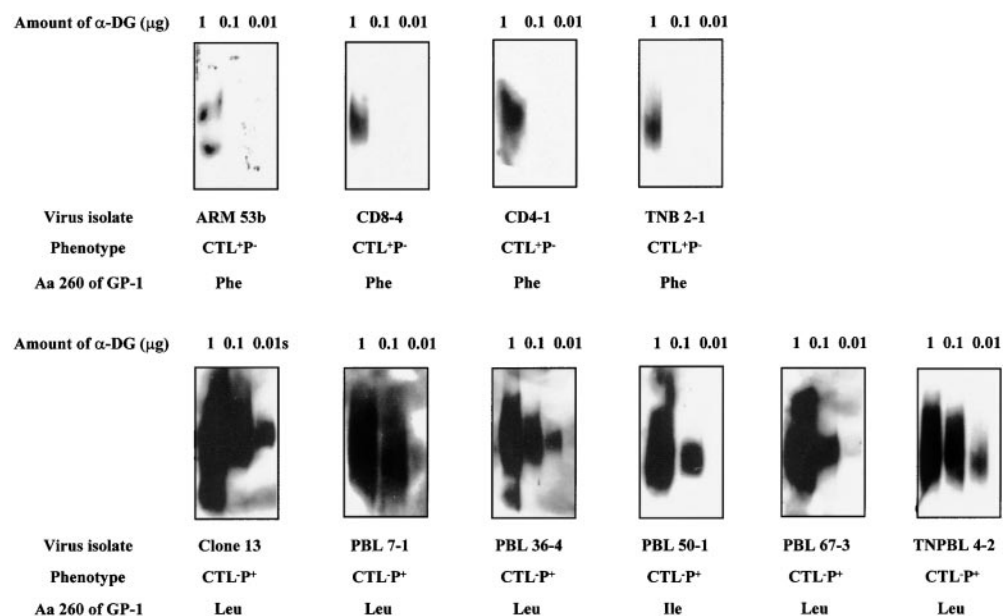 Amount of α-DG (μg) 1 0.1 0.01 1 0.1 0.01 1 0.1 0.01 1 0.1 0.01
Virus isolate ARM 53b CD8-4 CD4-1 TNB 2-1
Phenotype CTL⁺P⁻ CTL⁺P⁻ CTL⁺P⁻ CTL⁺P⁻
Aa 260 of GP-1 Phe Phe Phe Phe
Amount of α-DG (μg) 1 0.1 0.01s 1 0.1 0.01 1 0.1 0.01 1 0.1 0.01 1 0.1 0.01 1 0.1 0.01
Virus isolate Clone 13 PBL 7-1 PBL 36-4 PBL 50-1 PBL 67-3 TNPBL 4-2
Phenotype CTL⁻P⁺ CTL⁻P⁺ CTL⁻P⁺ CTL⁻P⁺ CTL⁻P⁺ CTL⁻P⁺
Aa 260 of GP-1 Leu Leu Leu Ile Leu Leu